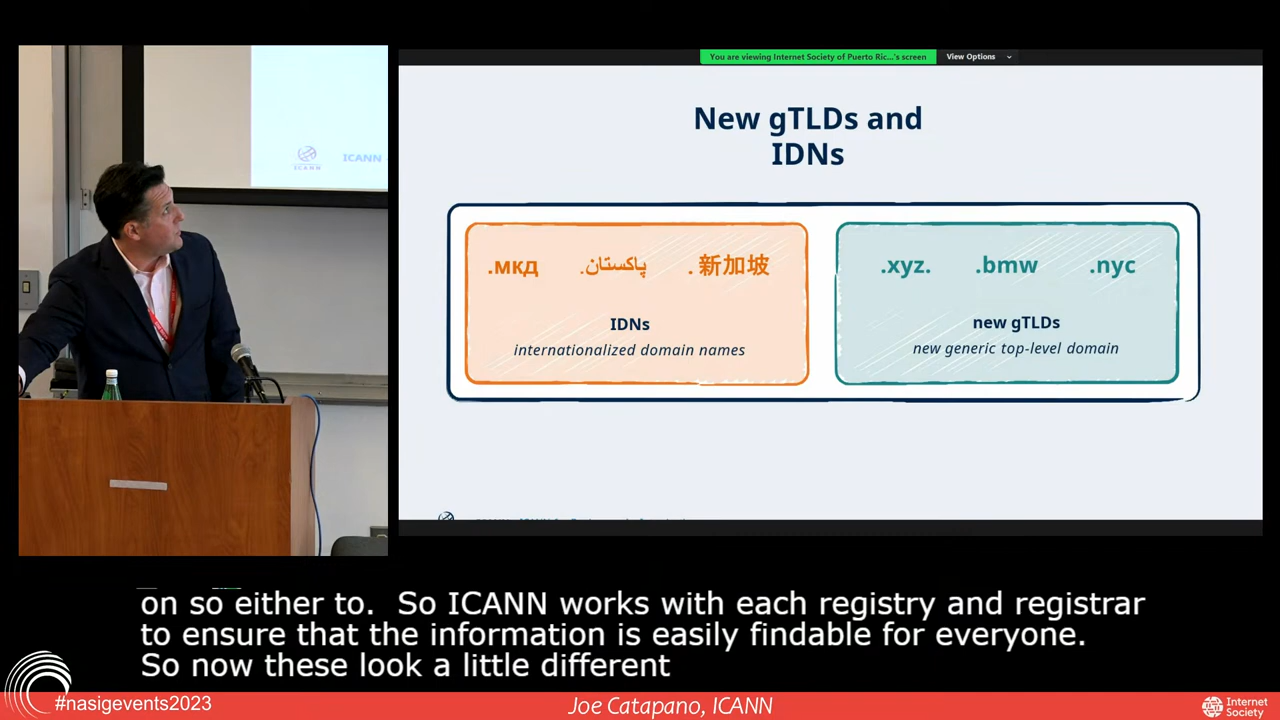 You are viewing Internet Society of Puerto Ric...'s screen
View Options
New gTLDs and
IDNs
.мкд
پاکستان.
. 新加坡
IDNs
internationalized domain names
.xyz.
.bmw
.nyc
new gTLDs
new generic top-level domain
ICANN
ICANN
on so either to.  So ICANN works with each registry and registrar
to ensure that the information is easily findable for everyone.
So now these look a little different
#nasigevents2023
Joe Catapano, ICANN
Internet
Society